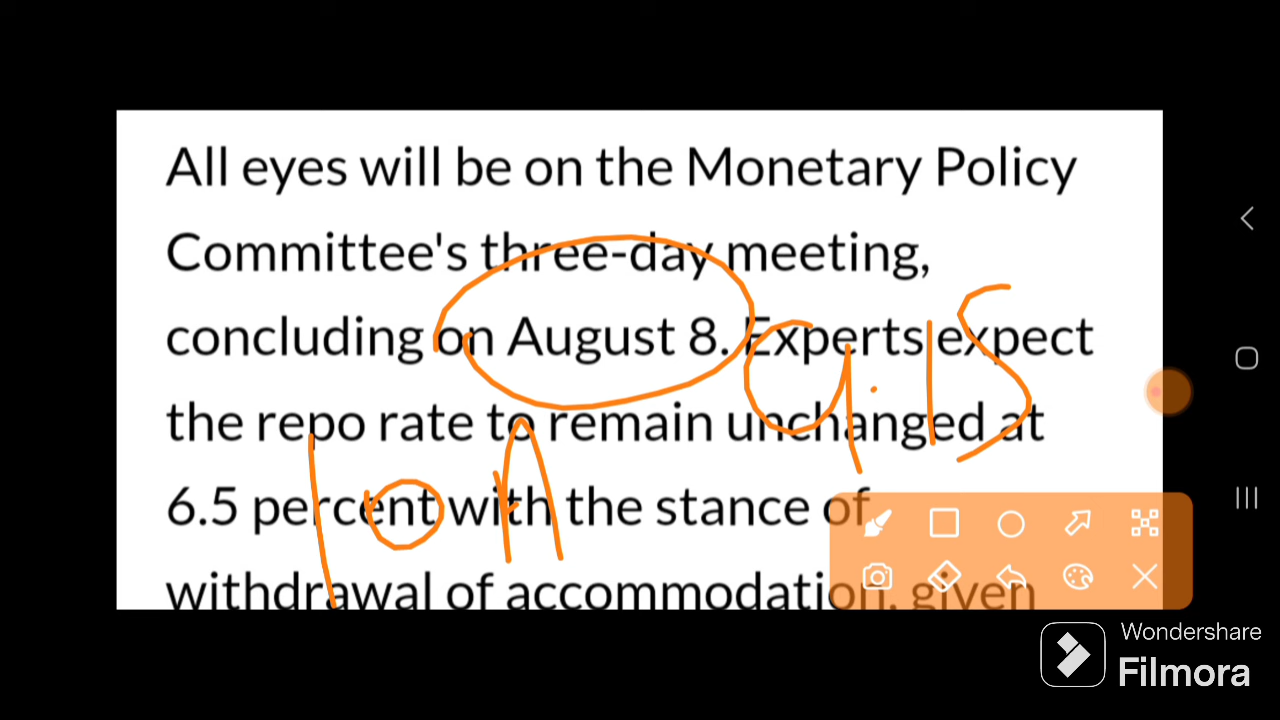 All eyes will be on the Monetary Policy
Committee's three-day meeting,
concluding on August 8. Experts expect
the repo rate to remain unchanged at
6.5 percent with the stance of
withdrawal of accommodation, given
9.15
Wondershare
Filmora